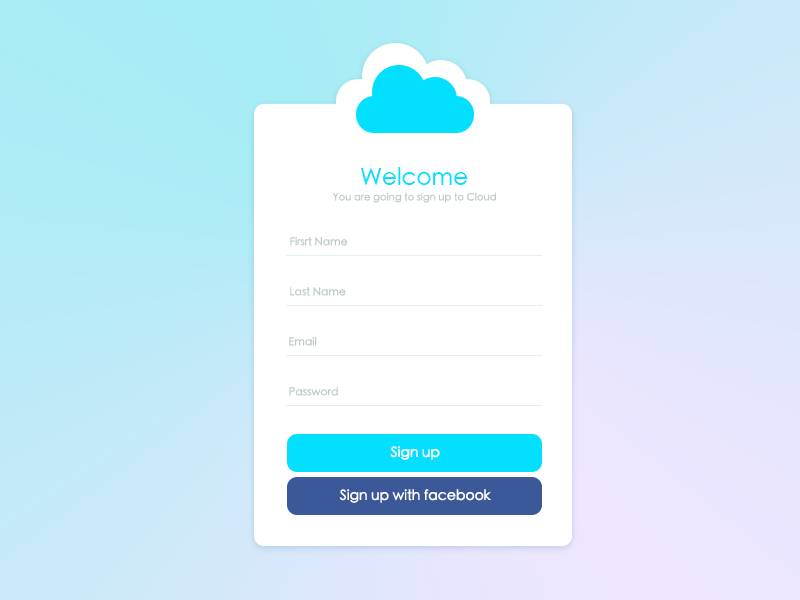 Welcome
You are going to sign up to Cloud
Firsrt Name
Last Name
Email
Password
Sign up
Sign up with facebook